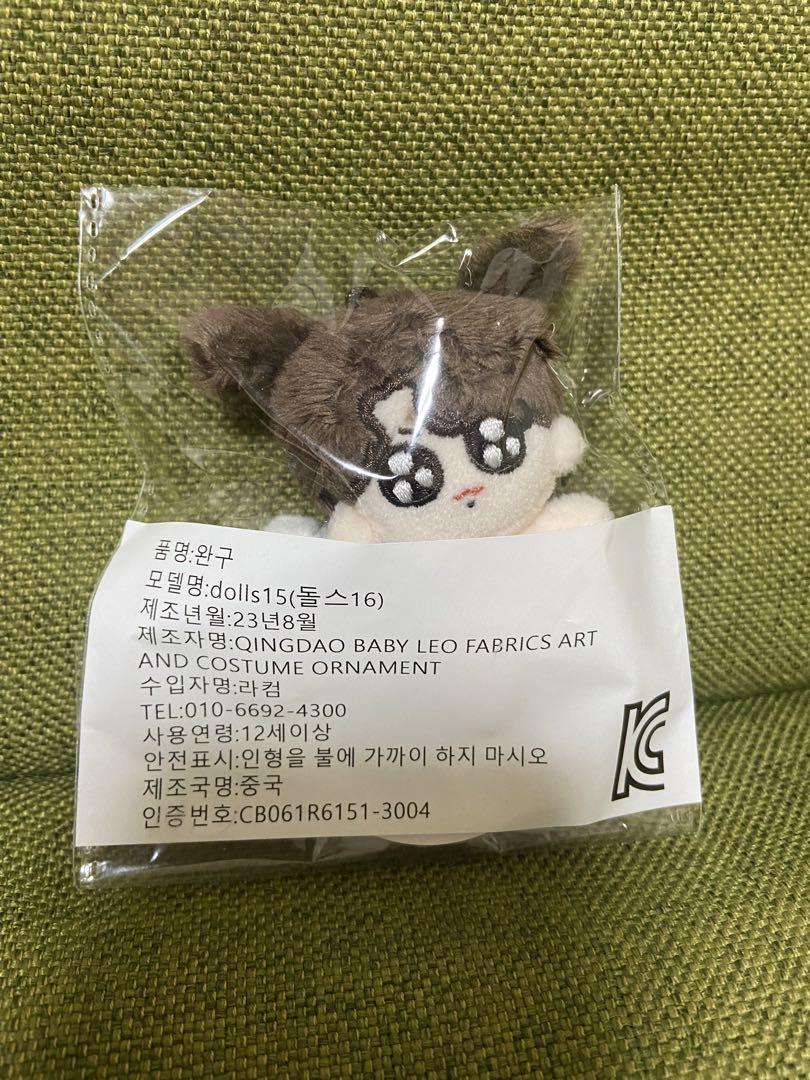 품명:완구
모델명:dolls15(돌스16)
제조년월:23년8월
제조자명:QINGDAO BABY LEO FABRICS ART
AND COSTUME ORNAMENT
수입자명:라컴
TEL:010-6692-4300
사용연령:12세이상
안전표시:인형을 불에 가까이 하지 마시오
제조국명:중국
인증번호:CB061R6151-3004
KC